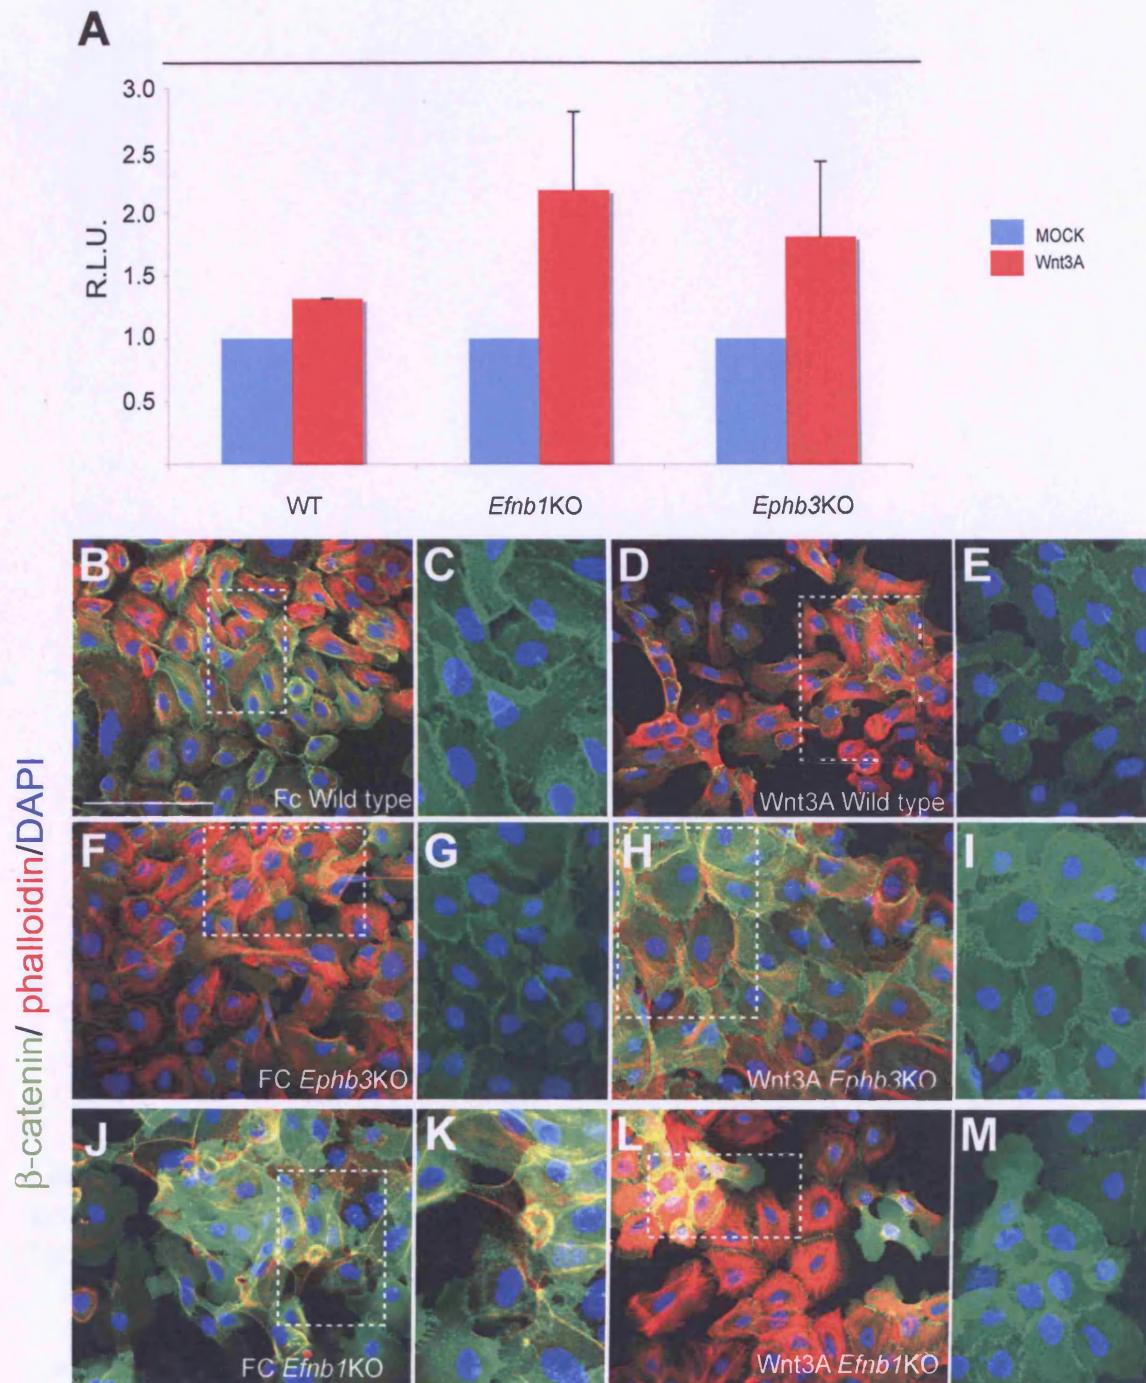 A
3.0
2.5
2.0
1.5
1.0
0.5
R.L.U.
MOCK
Wnt3A
WT
Efnb1KO
Ephb3KO
β-catenin/ phalloidin/DAPI
B
Fc Wild type
C
D
Wnt3A Wild type
E
F
FC Ephb3KO
G
H
Wnt3A Ephb3KO
I
J
FC Efnb1KO
K
L
Wnt3A Efnb1KO
M